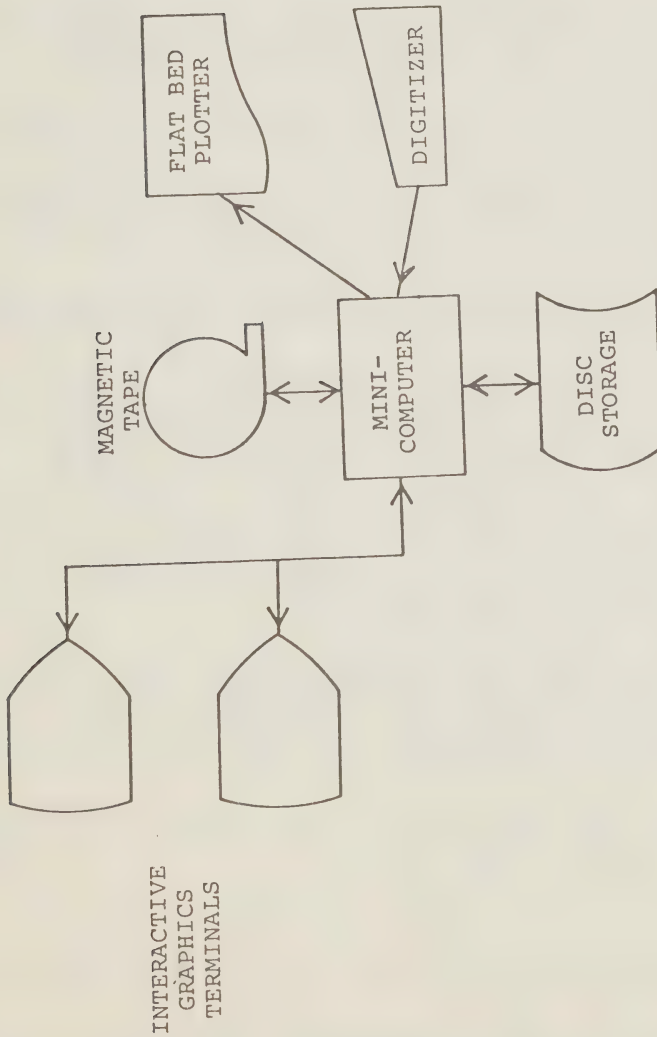 INTERACTIVE
GRAPHICS
TERMINALS
MAGNETIC
TAPE
FLAT BED
PLOTTER
MINI-
COMPUTER
DIGITIZER
DISC
STORAGE